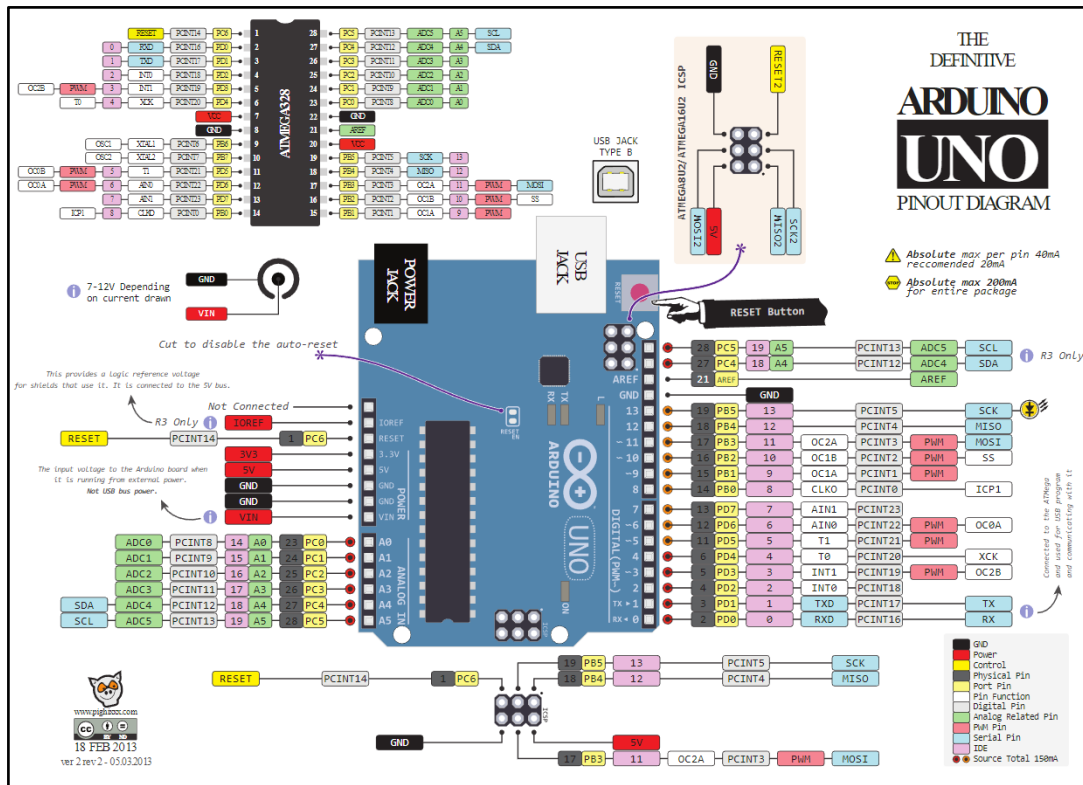 THE
DEFINITIVE
ARDUINO
UNO
PINOUT DIAGRAM
Absolute max per pin 40mA
reccomended 20mA
STOP
Absolute max 200mA
for entire package
ATMEGA328
RESET PCINT14 PC6 1 28 PC5 PCINT13 ADC5 A5 SCL
0 RXD PCINT16 PD0 2 27 PC4 PCINT12 ADC4 A4 SDA
1 TXD PCINT17 PD1 3 26 PC3 PCINT11 ADC3 A3
2 INT0 PCINT18 PD2 4 25 PC2 PCINT10 ADC2 A2
OC2B PWM 3 INT1 PCINT19 PD3 5 24 PC1 PCINT9 ADC1 A1
T0 4 XCK PCINT20 PD4 6 23 PC0 PCINT8 ADC0 A0
VCC 7 22 GND
GND 8 21 AREF
OSC1 XTAL1 PCINT6 PB6 9 20 VCC
OSC2 XTAL2 PCINT7 PB7 10 19 PB5 PCINT5 SCK 13
OC0B PWM 5 T1 PCINT21 PD5 11 18 PB4 PCINT4 MISO 12
OC0A PWM 6 AIN0 PCINT22 PD6 12 17 PB3 PCINT3 OC2A 11 PWM MOSI
7 AIN1 PCINT23 PD7 13 16 PB2 PCINT2 OC1B 10 PWM SS
ICP1 8 CLKO PCINT0 PB0 14 15 PB1 PCINT1 OC1A 9 PWM
USB JACK
TYPE B
ATMEGA8U2/ATMEGA16U2 ICSP
GND
RESET2
MOSI2
5V
MISO2
SCK2
7-12V Depending
on current drawn
GND
VIN
POWER
JACK
USB
JACK
RESET
RESET Button
Cut to disable the auto-reset
This provides a logic reference voltage
for shields that use it. It is connected to the 5V bus.
Not Connected
R3 Only IOREF
RESET PCINT14 1 PC6
3V3
5V
GND
GND
VIN
The input voltage to the Arduino board when
it is running from external power.
Not USB bus power.
ADC0 PCINT8 14 A0 23 PC0
ADC1 PCINT9 15 A1 24 PC1
ADC2 PCINT10 16 A2 25 PC2
ADC3 PCINT11 17 A3 26 PC3
SDA ADC4 PCINT12 18 A4 27 PC4
SCL ADC5 PCINT13 19 A5 28 PC5
IOREF
RESET
3.3V
5V
GND
GND
VIN
POWER
A0
A1
A2
A3
A4
A5
ANALOG IN
RESET
EN
RX
TX
L
ARDUINO
UNO
ON
ICSP
AREF
GND
13
12
~11
~10
~9
8
7
~6
~5
4
~3
2
TX ▸ 1
RX ◂ 0
DIGITAL(PWM~)
28 PC5 19 A5 PCINT13 ADC5 SCL
27 PC4 18 A4 PCINT12 ADC4 SDA
R3 Only
21 AREF AREF
GND
19 PB5 13 PCINT5 SCK
18 PB4 12 PCINT4 MISO
17 PB3 11 OC2A PCINT3 PWM MOSI
16 PB2 10 OC1B PCINT2 PWM SS
15 PB1 9 OC1A PCINT1 PWM
14 PB0 8 CLKO PCINT0 ICP1
13 PD7 7 AIN1 PCINT23
12 PD6 6 AIN0 PCINT22 PWM OC0A
11 PD5 5 T1 PCINT21 PWM
6 PD4 4 T0 PCINT20 XCK
5 PD3 3 INT1 PCINT19 PWM OC2B
4 PD2 2 INT0 PCINT18
3 PD1 1 TXD PCINT17 TX
2 PD0 0 RXD PCINT16 RX
Connected to the ATMega
and used for USB program
and communicating with it
19 PB5 13 PCINT5 SCK
18 PB4 12 PCINT4 MISO
RESET PCINT14 1 PC6
ICSP
GND
5V
17 PB3 11 OC2A PCINT3 PWM MOSI
GND
Power
Control
Physical Pin
Port Pin
Pin Function
Digital Pin
Analog Related Pin
PWM Pin
Serial Pin
IDE
Source Total 150mA
www.pighixxx.com
cc
BY ND
18 FEB 2013
ver 2 rev 2 - 05.03.2013